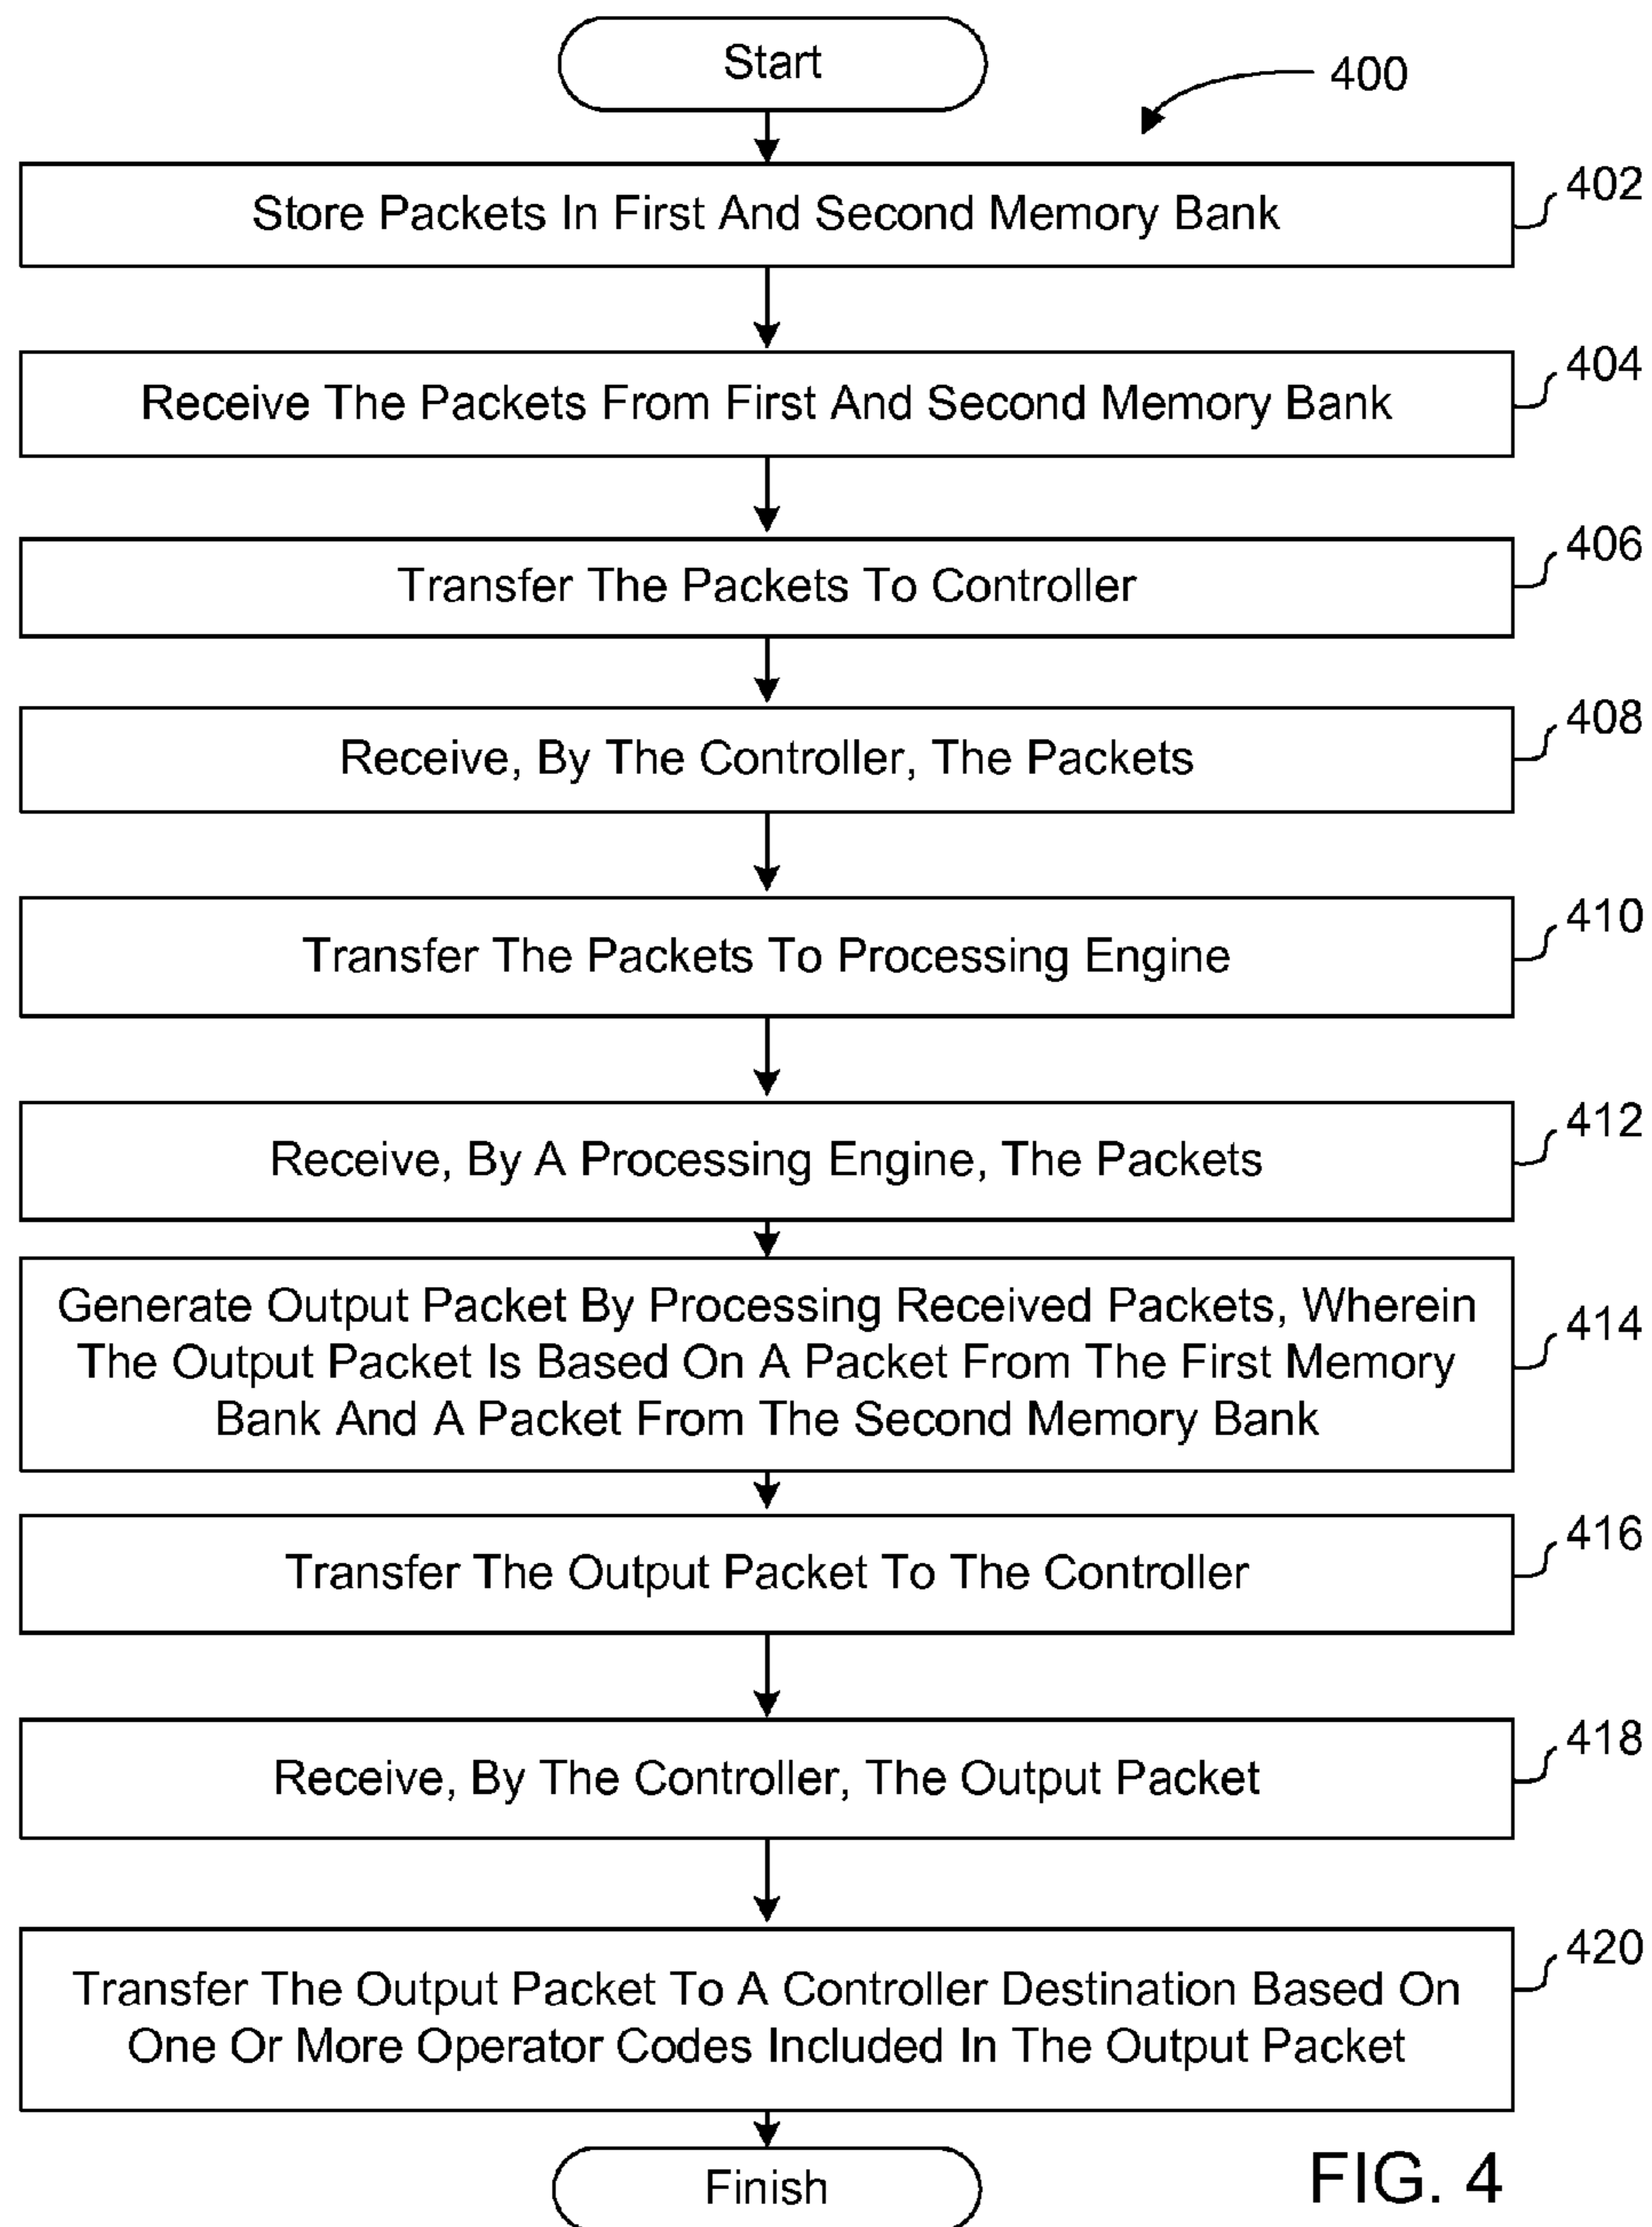 Start
400
Store Packets In First And Second Memory Bank
402
Receive The Packets From First And Second Memory Bank
404
Transfer The Packets To Controller
406
Receive, By The Controller, The Packets
408
Transfer The Packets To Processing Engine
410
Receive, By A Processing Engine, The Packets
412
Generate Output Packet By Processing Received Packets, Wherein
The Output Packet Is Based On A Packet From The First Memory
Bank And A Packet From The Second Memory Bank
414
Transfer The Output Packet To The Controller
416
Receive, By The Controller, The Output Packet
418
Transfer The Output Packet To A Controller Destination Based On
One Or More Operator Codes Included In The Output Packet
420
Finish
FIG. 4